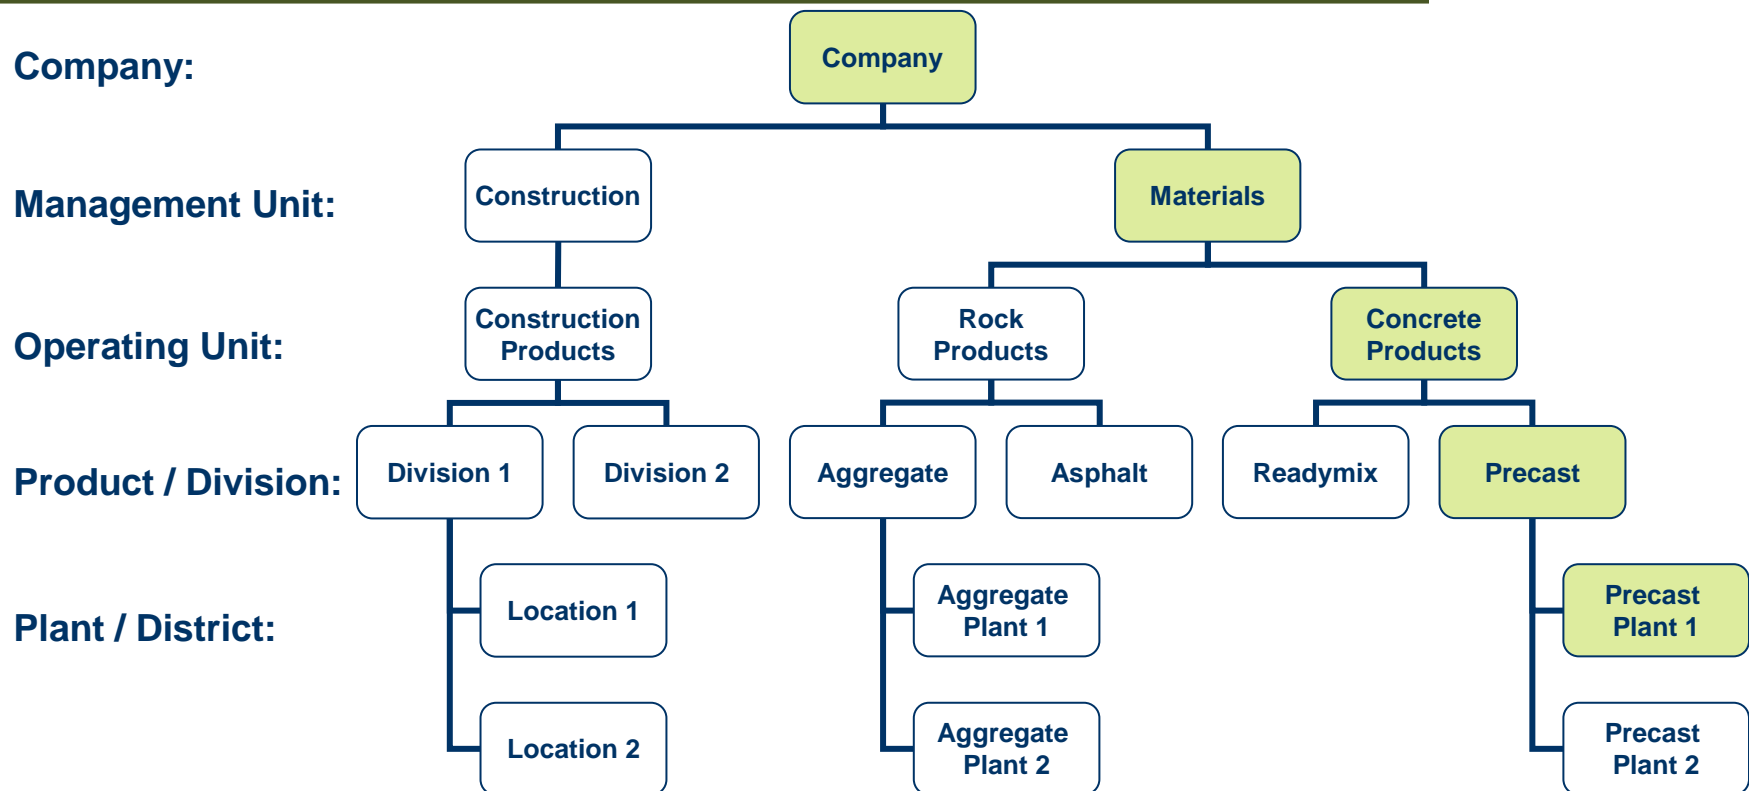 Company:
Company
Management Unit:
Construction
Materials
Operating Unit:
Construction
Products
Rock
Products
Concrete
Products
Product / Division:
Division 1
Division 2
Aggregate
Asphalt
Readymix
Precast
Plant / District:
Location 1
Aggregate
Plant 1
Precast
Plant 1
Location 2
Aggregate
Plant 2
Precast
Plant 2